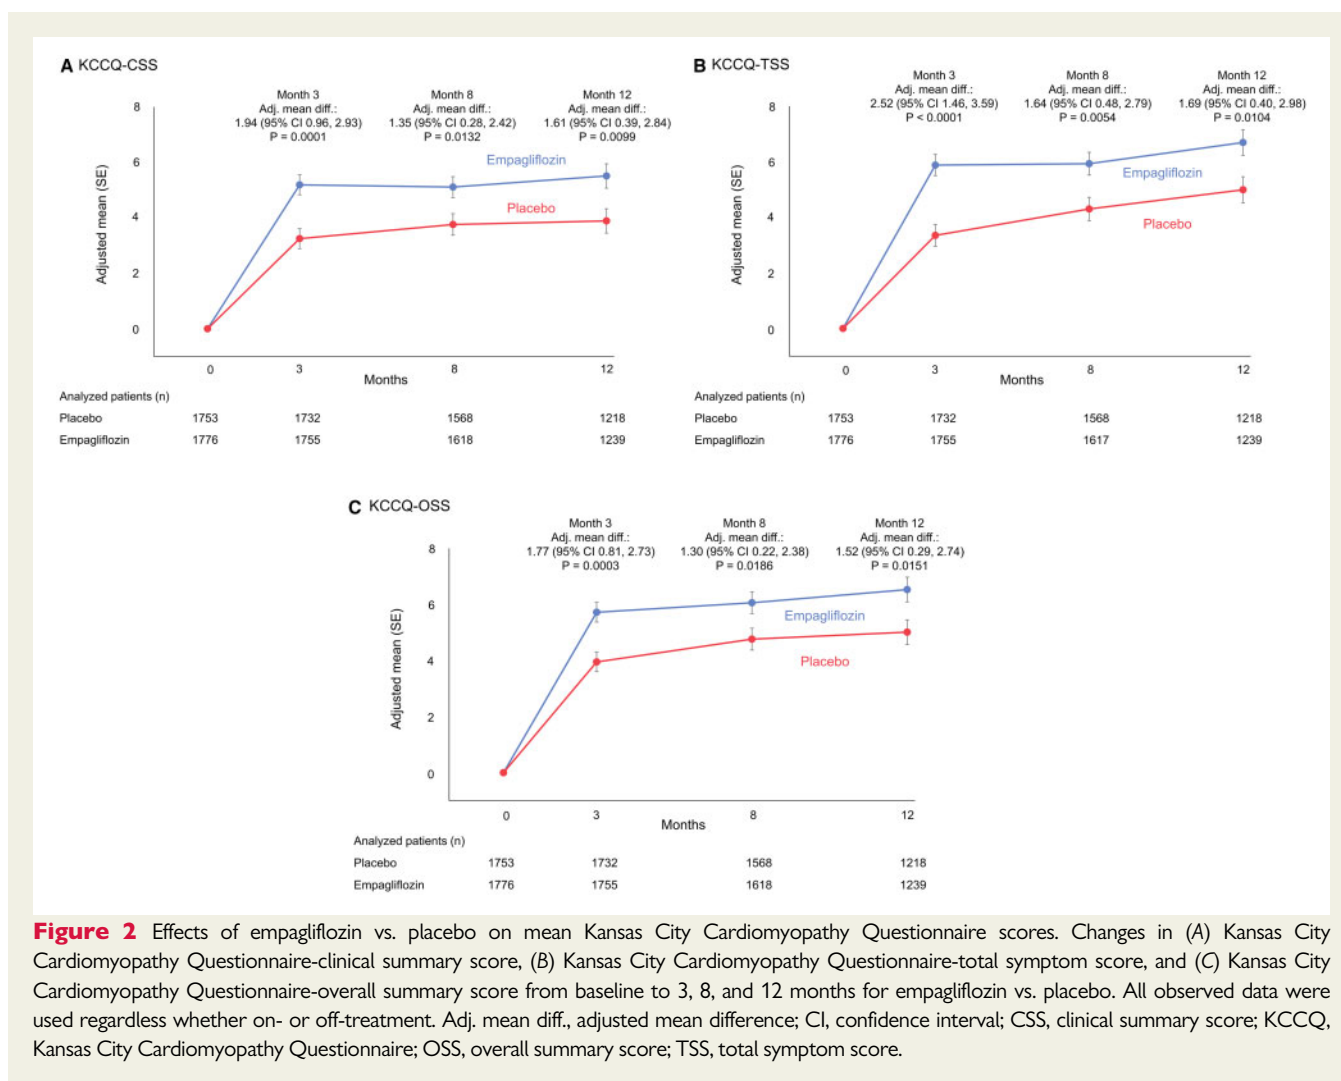 A KCCQ-CSS
Month 3
Adj. mean diff.:
1.94 (95% CI 0.96, 2.93)
P = 0.0001
Month 8
Adj. mean diff.:
1.35 (95% CI 0.28, 2.42)
P = 0.0132
Month 12
Adj. mean diff.:
1.61 (95% CI 0.39, 2.84)
P = 0.0099
Adjusted mean (SE)
8
6
4
2
0
Empagliflozin
Placebo
0 3 8 12
Months
Analyzed patients (n)
Placebo 1753 1732 1568 1218
Empagliflozin 1776 1755 1618 1239
B KCCQ-TSS
Month 3
Adj. mean diff.:
2.52 (95% CI 1.46, 3.59)
P < 0.0001
Month 8
Adj. mean diff.:
1.64 (95% CI 0.48, 2.79)
P = 0.0054
Month 12
Adj. mean diff.:
1.69 (95% CI 0.40, 2.98)
P = 0.0104
Adjusted mean (SE)
8
6
4
2
0
Empagliflozin
Placebo
0 3 8 12
Months
Analyzed patients (n)
Placebo 1753 1732 1568 1218
Empagliflozin 1776 1755 1617 1239
C KCCQ-OSS
Month 3
Adj. mean diff.:
1.77 (95% CI 0.81, 2.73)
P = 0.0003
Month 8
Adj. mean diff.:
1.30 (95% CI 0.22, 2.38)
P = 0.0186
Month 12
Adj. mean diff.:
1.52 (95% CI 0.29, 2.74)
P = 0.0151
Adjusted mean (SE)
8
6
4
2
0
Empagliflozin
Placebo
0 3 8 12
Months
Analyzed patients (n)
Placebo 1753 1732 1568 1218
Empagliflozin 1776 1755 1618 1239
Figure 2 Effects of empagliflozin vs. placebo on mean Kansas City Cardiomyopathy Questionnaire scores. Changes in (A) Kansas City
Cardiomyopathy Questionnaire-clinical summary score, (B) Kansas City Cardiomyopathy Questionnaire-total symptom score, and (C) Kansas City
Cardiomyopathy Questionnaire-overall summary score from baseline to 3, 8, and 12 months for empagliflozin vs. placebo. All observed data were
used regardless whether on- or off-treatment. Adj. mean diff., adjusted mean difference; CI, confidence interval; CSS, clinical summary score; KCCQ,
Kansas City Cardiomyopathy Questionnaire; OSS, overall summary score; TSS, total symptom score.